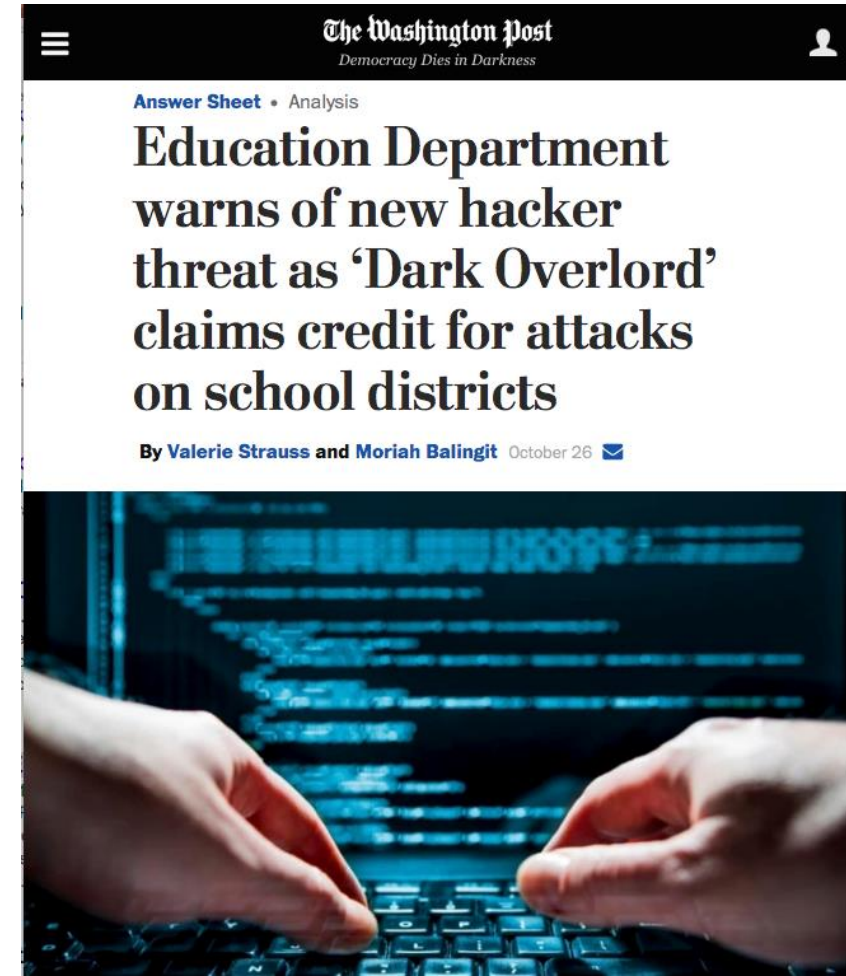 The Washington Post
Democracy Dies in Darkness
Answer Sheet • Analysis
Education Department
warns of new hacker
threat as ‘Dark Overlord’
claims credit for attacks
on school districts
By Valerie Strauss and Moriah Balingit October 26